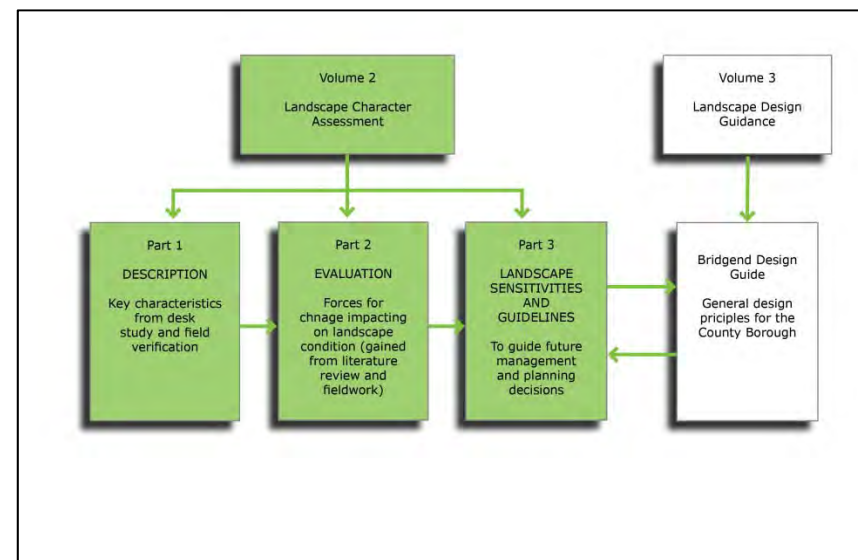 Volume 2
Landscape Character
Assessment
Volume 3
Landscape Design
Guidance
Part 1
DESCRIPTION
Key characteristics
from desk
study and field
verification
Part 2
EVALUATION
Forces for
chnage impacting
on landscape
condition (gained
from literature
review and
fieldwork)
Part 3
LANDSCAPE
SENSITIVITIES
AND
GUIDELINES
To guide future
management
and planning
decisions
Bridgend Design
Guide
General design
priciples for the
County Borough